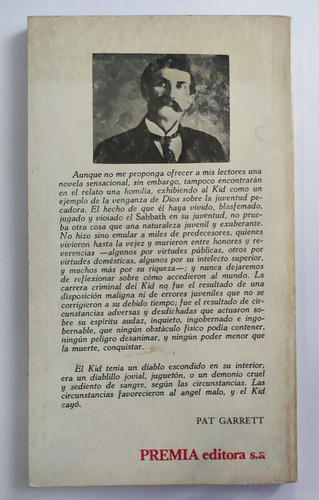 Aunque no me proponga ofrecer a mis lectores una
novela sensacional, sin embargo, tampoco encontrarán
en el relato una homilía, exhibiendo al Kid como un
ejemplo de la venganza de Dios sobre la juventud pe-
cadora. El hecho de que él haya vivido, blasfemado,
jugado y violado el Sabbath en su juventud, no prue-
ba otra cosa que una naturaleza juvenil y exuberante.
No hizo sino emular a miles de predecesores, quienes
vivieron hasta la vejez y murieron entre honores y re-
verencias —algunos por virtudes públicas, otros por
virtudes domésticas, algunos por su intelecto superior,
y muchos más por su riqueza—; y nunca dejaremos
de reflexionar sobre cómo accedieron al mundo. La
carrera criminal del Kid no fue el resultado de una
disposición maligna ni de errores juveniles que no se
corrigieron a su debido tiempo; fue el resultado de cir-
cunstancias adversas y desdichadas que actuaron so-
bre su espíritu audaz, inquieto, ingobernado e ingo-
bernable, que ningún obstáculo físico podía contener,
ningún peligro desanimar, y ningún poder menor que
la muerte, conquistar.
El Kid tenía un diablo escondido en su interior;
era un diablillo jovial, juguetón, o un demonio cruel
y sediento de sangre, según las circunstancias. Las
circunstancias favorecieron al ángel malo, y el Kid
cayó.
PAT GARRETT
PREMIA editora s.a